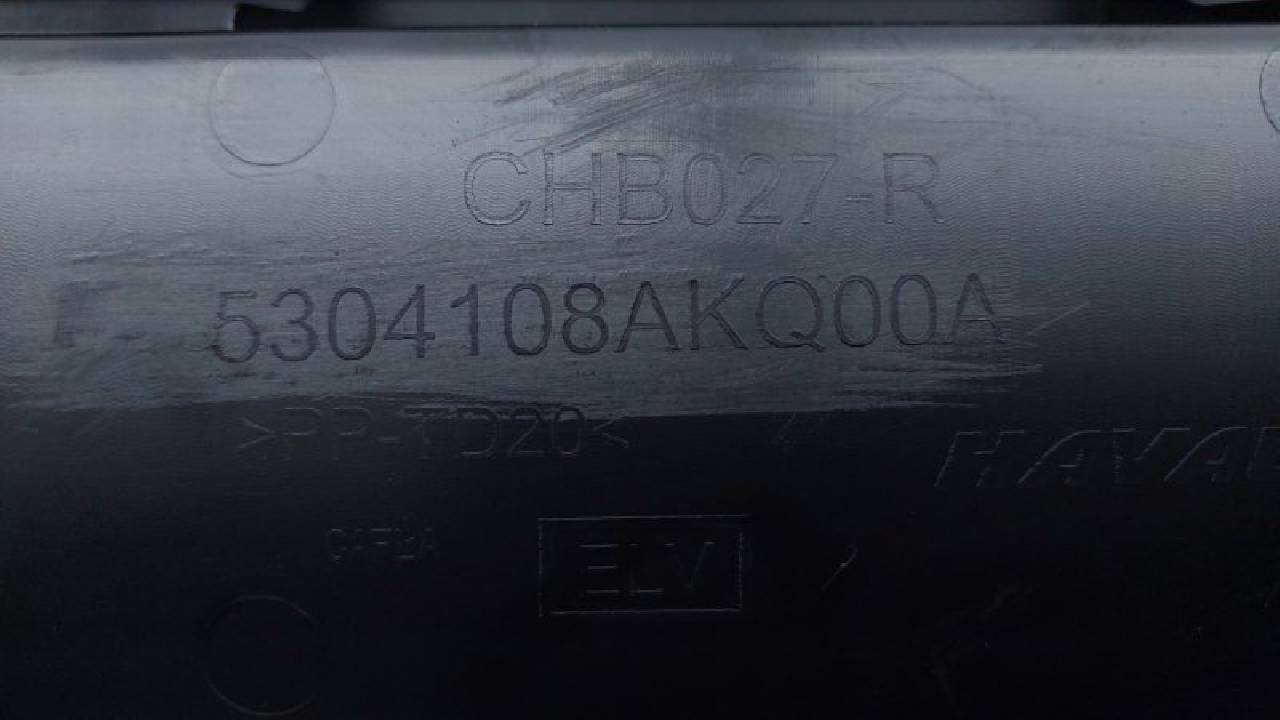 CHB027-R
5304108AKQ00A
>PP-TD20<
HAVAL
ELV